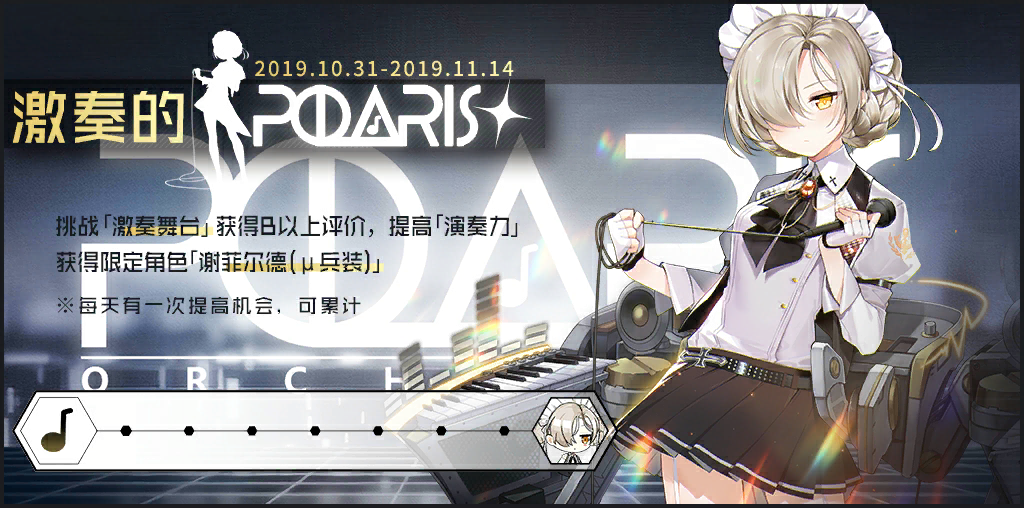 2019.10.31-2019.11.14
激奏的
POLARIS
挑战「激奏舞台」获得B以上评价，提高「演奏力」
获得限定角色「谢菲尔德(μ兵装)」
※每天有一次提高机会，可累计
POLARI
ORCH